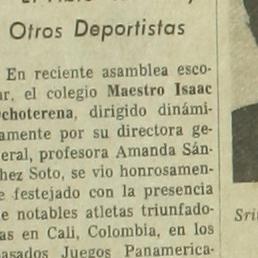 Otros Deportistas
En reciente asamblea esco-
ar, el colegio Maestro Isaac
choterena, dirigido dinámi-
amente por su directora ge-
eral, profesora Amanda Sán-
hez Soto, se vio honrosamen-
e festejado con la presencia
e notables atletas triunfado-
as en Cali, Colombia, en los
asados Juegos Panamerica-
Sri